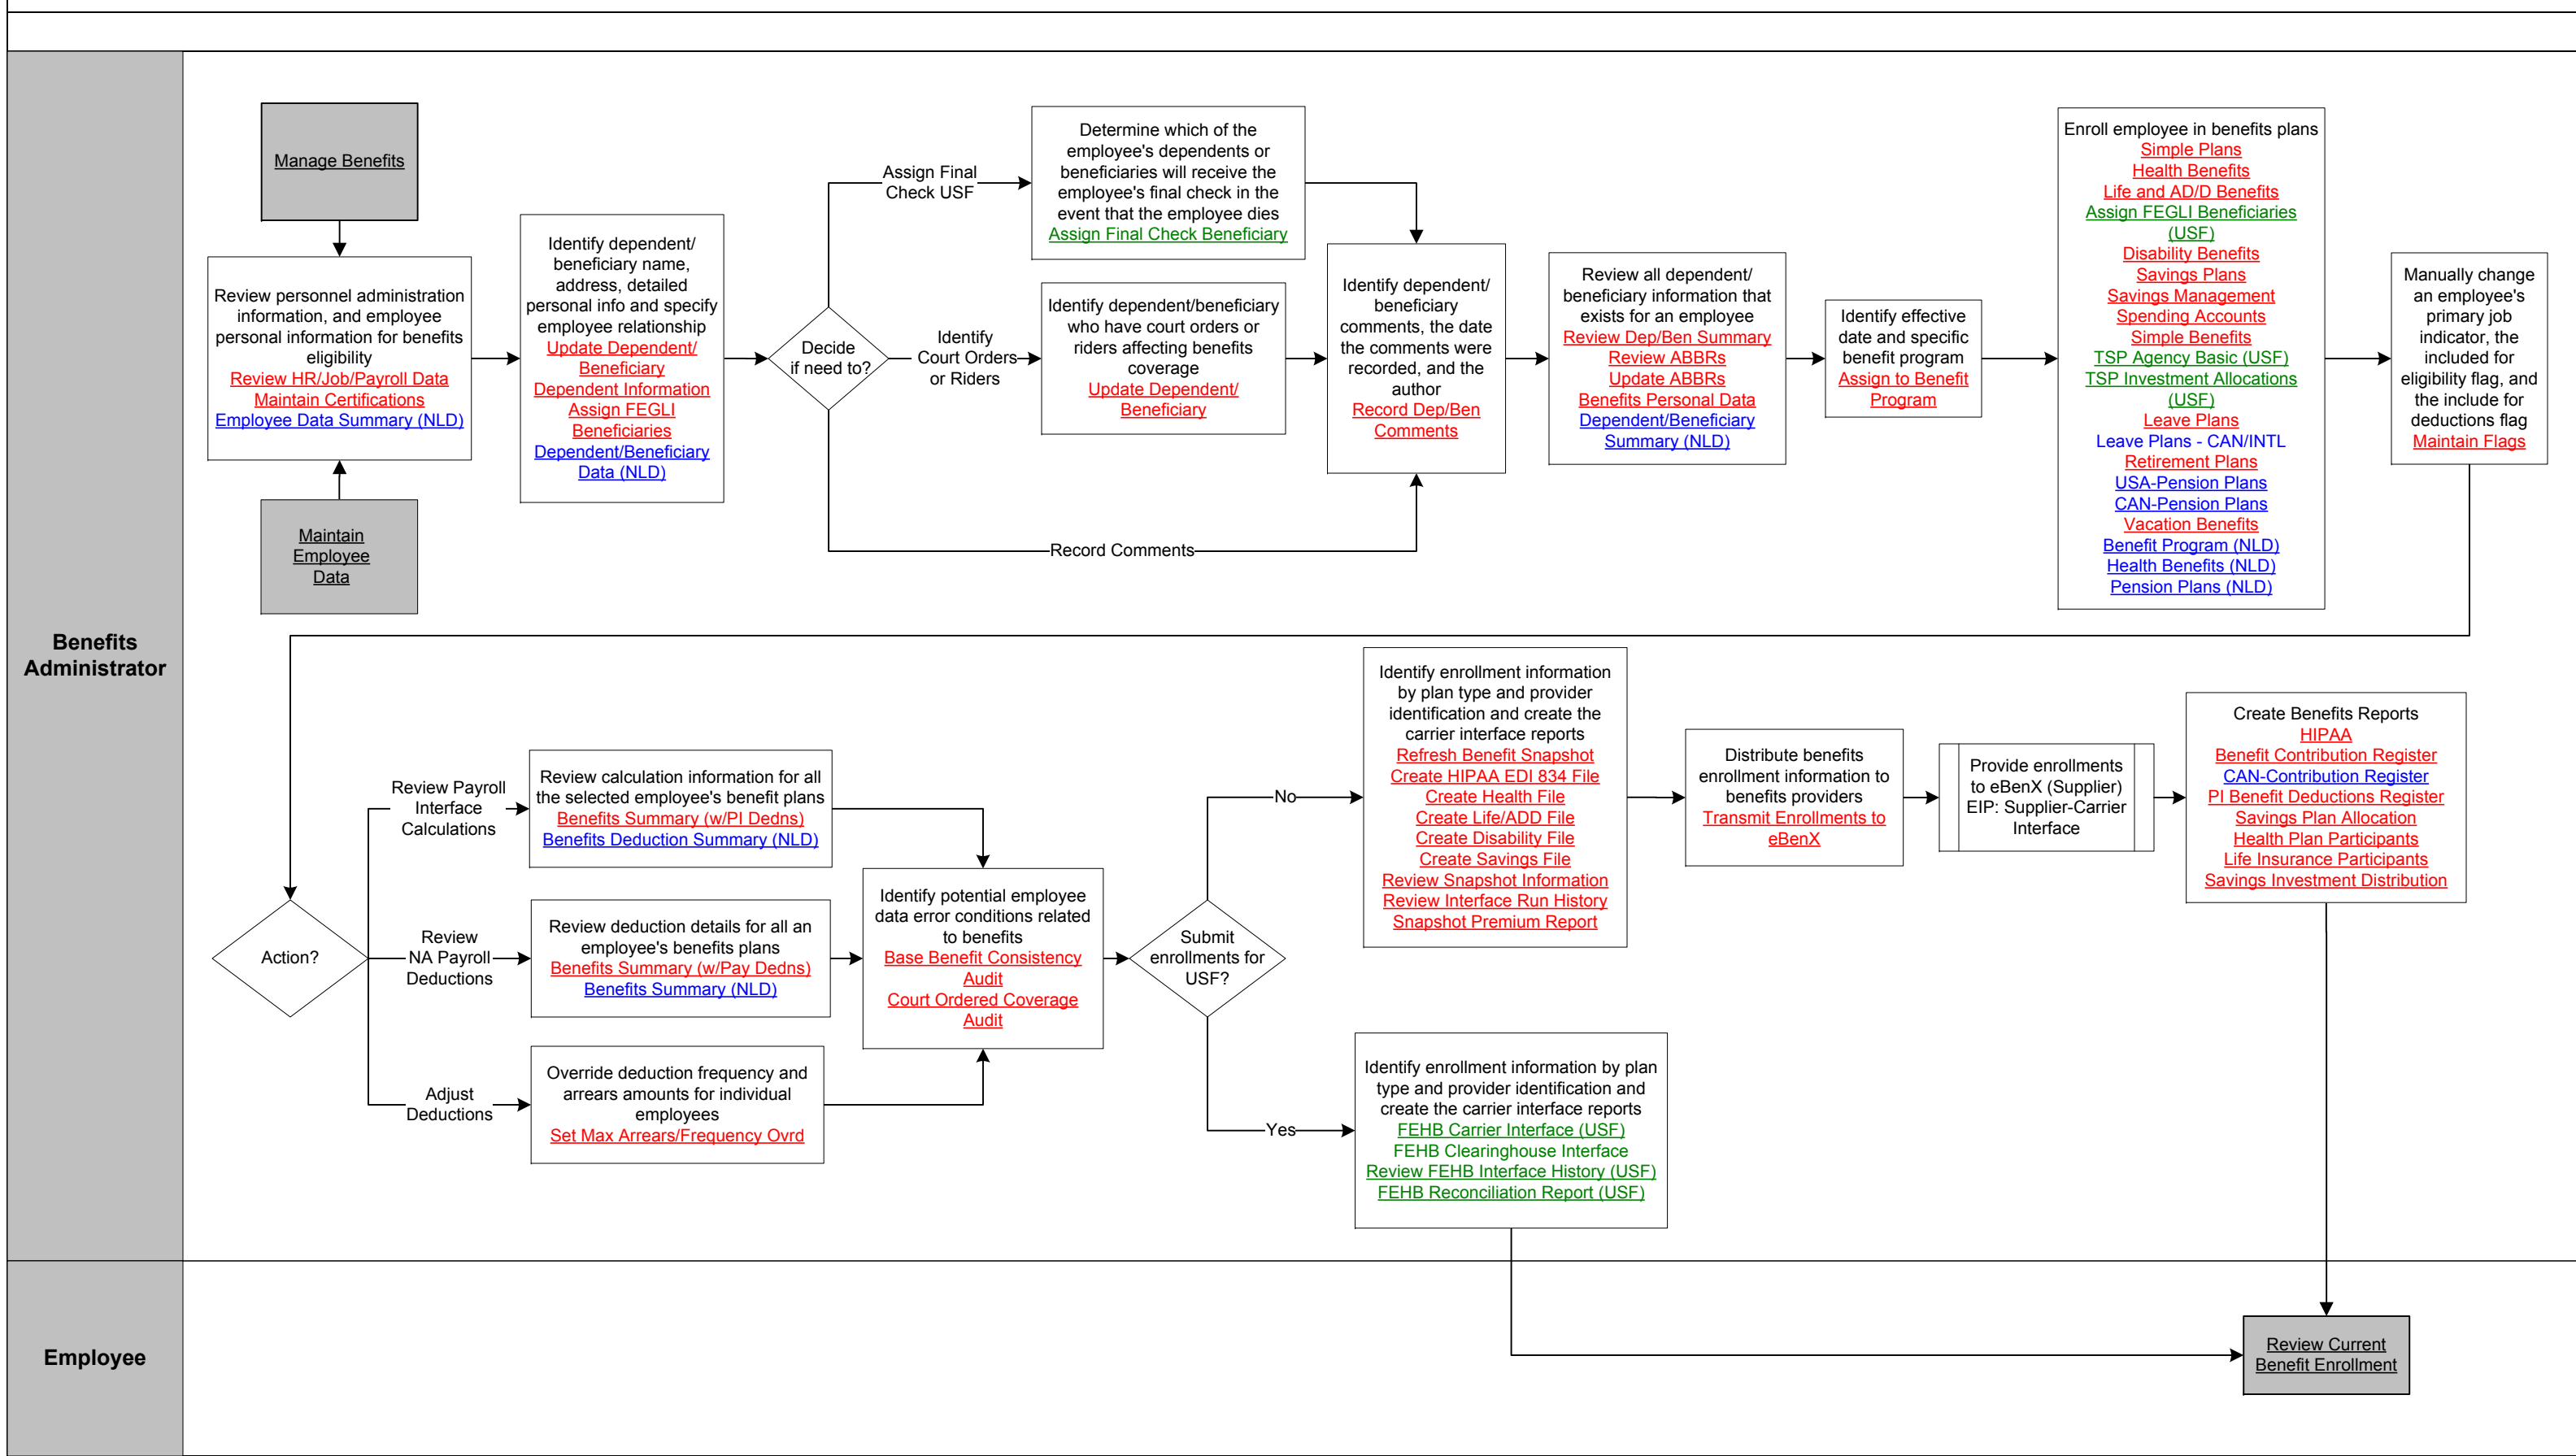 Benefits
Administrator
Manage Benefits
Review personnel administration
information, and employee
personal information for benefits
eligibility
Review HR/Job/Payroll Data
Maintain Certifications
Employee Data Summary (NLD)
Maintain
Employee
Data
Identify dependent/
beneficiary name,
address, detailed
personal info and specify
employee relationship
Update Dependent/
Beneficiary
Dependent Information
Assign FEGLI
Beneficiaries
Dependent/Beneficiary
Data (NLD)
Decide
if need to?
Assign Final
Check USF
Determine which of the
employee's dependents or
beneficiaries will receive the
employee's final check in the
event that the employee dies
Assign Final Check Beneficiary
Identify
Court Orders
or Riders
Identify dependent/beneficiary
who have court orders or
riders affecting benefits
coverage
Update Dependent/
Beneficiary
Record Comments
Identify dependent/
beneficiary
comments, the date
the comments were
recorded, and the
author
Record Dep/Ben
Comments
Review all dependent/
beneficiary information that
exists for an employee
Review Dep/Ben Summary
Review ABBRs
Update ABBRs
Benefits Personal Data
Dependent/Beneficiary
Summary (NLD)
Identify effective
date and specific
benefit program
Assign to Benefit
Program
Enroll employee in benefits plans
Simple Plans
Health Benefits
Life and AD/D Benefits
Assign FEGLI Beneficiaries
(USF)
Disability Benefits
Savings Plans
Savings Management
Spending Accounts
Simple Benefits
TSP Agency Basic (USF)
TSP Investment Allocations
(USF)
Leave Plans
Leave Plans - CAN/INTL
Retirement Plans
USA-Pension Plans
CAN-Pension Plans
Vacation Benefits
Benefit Program (NLD)
Health Benefits (NLD)
Pension Plans (NLD)
Manually change
an employee's
primary job
indicator, the
included for
eligibility flag, and
the include for
deductions flag
Maintain Flags
Action?
Review Payroll
Interface
Calculations
Review calculation information for all
the selected employee's benefit plans
Benefits Summary (w/PI Dedns)
Benefits Deduction Summary (NLD)
Review
NA Payroll
Deductions
Review deduction details for all an
employee's benefits plans
Benefits Summary (w/Pay Dedns)
Benefits Summary (NLD)
Adjust
Deductions
Override deduction frequency and
arrears amounts for individual
employees
Set Max Arrears/Frequency Ovrd
Identify potential employee
data error conditions related
to benefits
Base Benefit Consistency
Audit
Court Ordered Coverage
Audit
Submit
enrollments for
USF?
No
Identify enrollment information
by plan type and provider
identification and create the
carrier interface reports
Refresh Benefit Snapshot
Create HIPAA EDI 834 File
Create Health File
Create Life/ADD File
Create Disability File
Create Savings File
Review Snapshot Information
Review Interface Run History
Snapshot Premium Report
Distribute benefits
enrollment information to
benefits providers
Transmit Enrollments to
eBenX
Provide enrollments
to eBenX (Supplier)
EIP: Supplier-Carrier
Interface
Create Benefits Reports
HIPAA
Benefit Contribution Register
CAN-Contribution Register
PI Benefit Deductions Register
Savings Plan Allocation
Health Plan Participants
Life Insurance Participants
Savings Investment Distribution
Yes
Identify enrollment information by plan
type and provider identification and
create the carrier interface reports
FEHB Carrier Interface (USF)
FEHB Clearinghouse Interface
Review FEHB Interface History (USF)
FEHB Reconciliation Report (USF)
Employee
Review Current
Benefit Enrollment